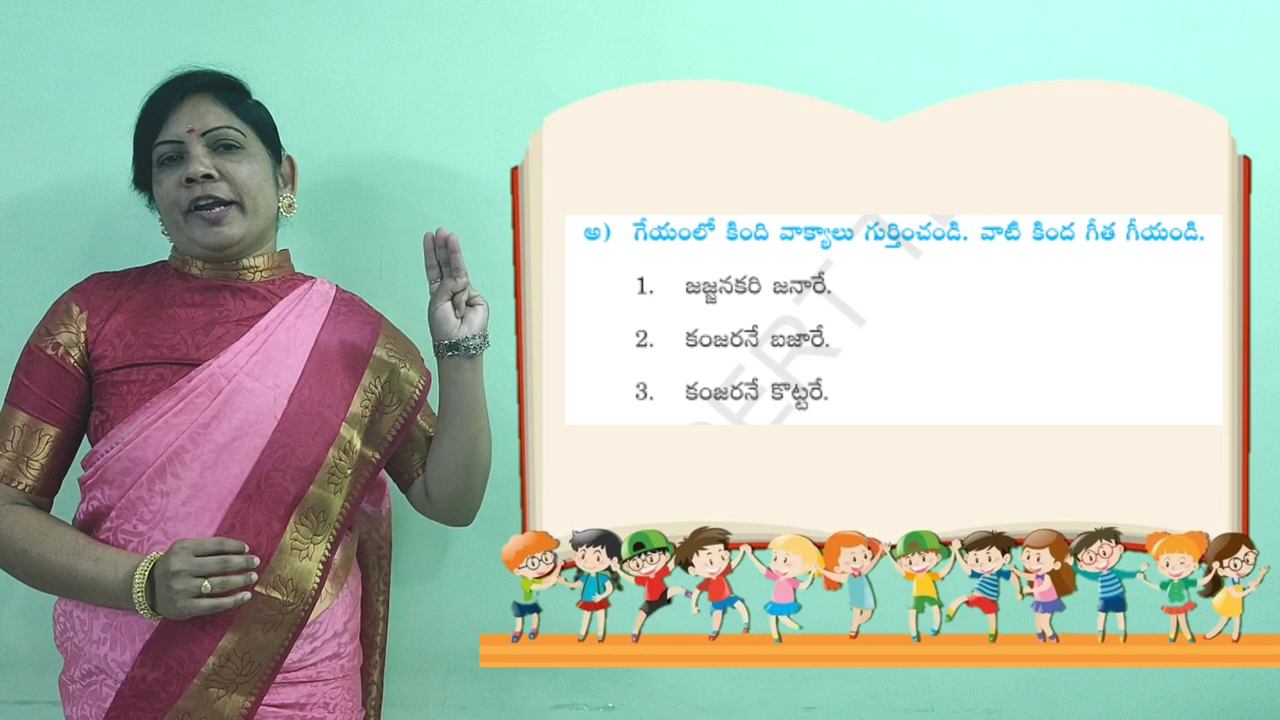 అ) గేయంలో కింది వాక్యాలు గుర్తించండి. వాటి కింద గీత గీయండి.
1. జజ్జనకరి జనారే.
2. కంజరనే బజారే.
3. కంజరనే కొట్టరే.